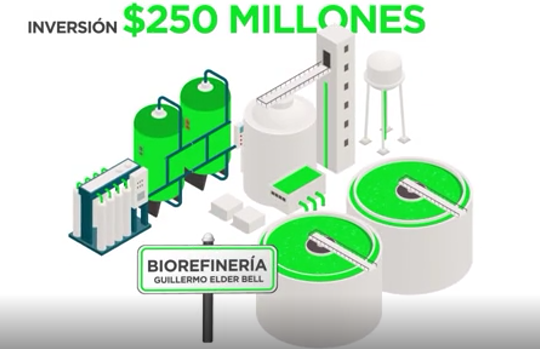 INVERSIÓN $250 MILLONES
BIOREFINERÍA
GUILLERMO ELDER BELL